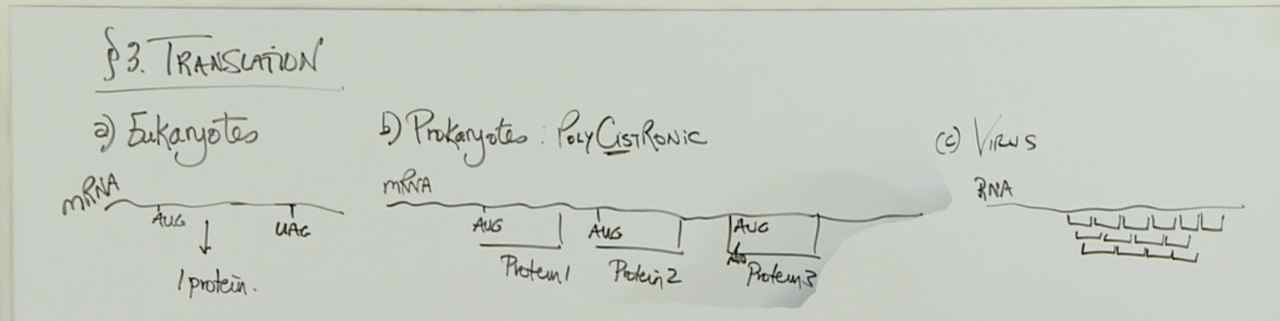 §3. TRANSLATION
a) Eukaryotes
mRNA
AUG
UAG
1 protein.
b) Prokaryotes: POLYCISTRONIC
mRNA
AUG
AUG
AUG
Protein 1
Protein 2
Protein 3
(c) VIRUS
RNA